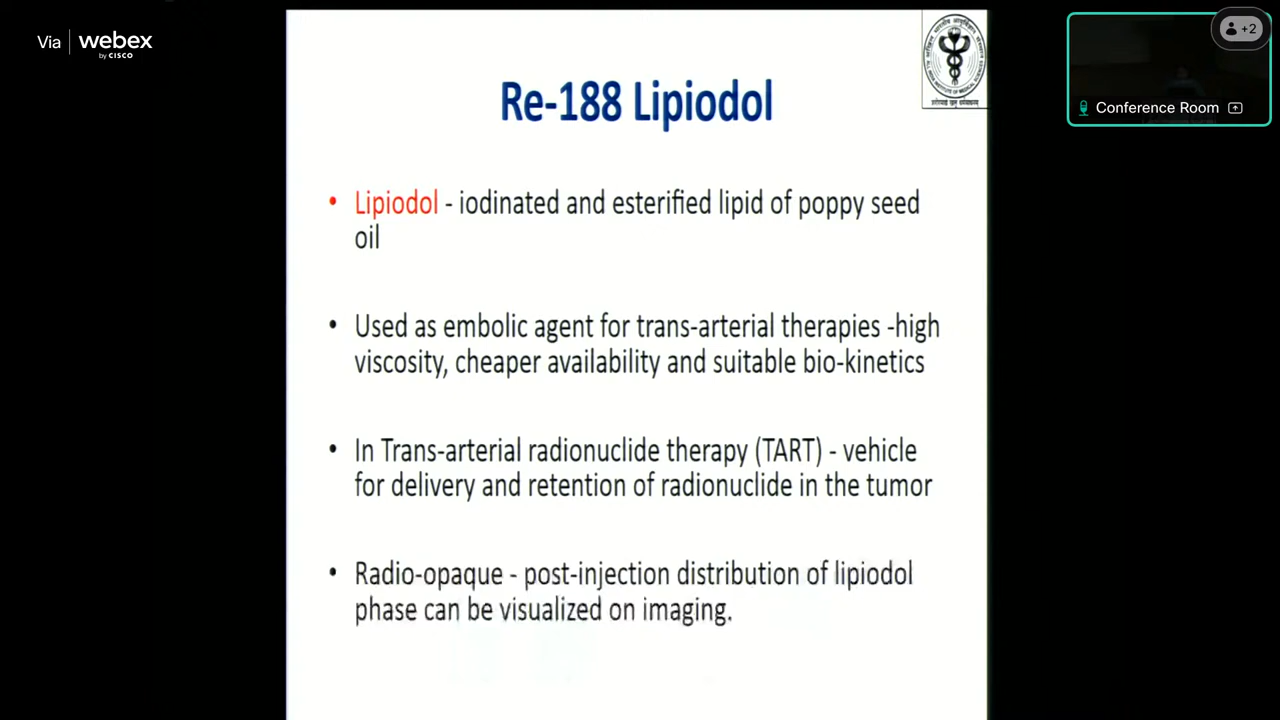 Via webex
by CISCO
+2
Conference Room
Re-188 Lipiodol
• Lipiodol - iodinated and esterified lipid of poppy seed
oil
• Used as embolic agent for trans-arterial therapies -high
viscosity, cheaper availability and suitable bio-kinetics
• In Trans-arterial radionuclide therapy (TART) - vehicle
for delivery and retention of radionuclide in the tumor
• Radio-opaque - post-injection distribution of lipiodol
phase can be visualized on imaging.